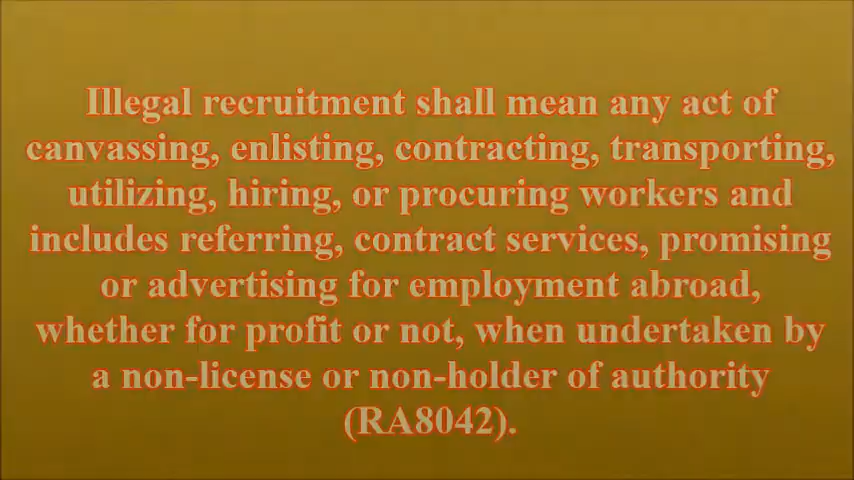 Illegal recruitment shall mean any act of
canvassing, enlisting, contracting, transporting,
utilizing, hiring, or procuring workers and
includes referring, contract services, promising
or advertising for employment abroad,
whether for profit or not, when undertaken by
a non-license or non-holder of authority
(RA8042).